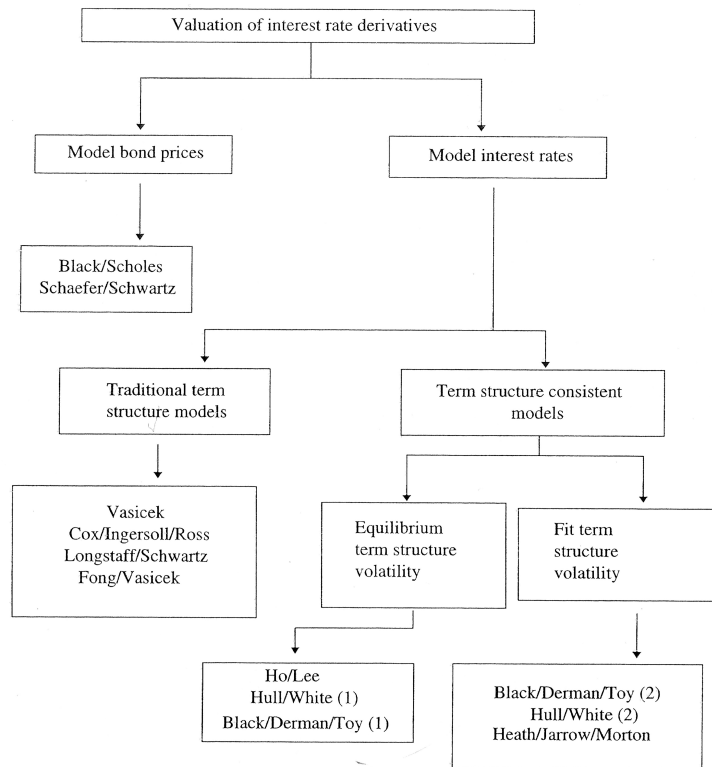 Valuation of interest rate derivatives
Model bond prices
Model interest rates
Black/Scholes
Schaefer/Schwartz
Traditional term
structure models
Term structure consistent
models
Vasicek
Cox/Ingersoll/Ross
Longstaff/Schwartz
Fong/Vasicek
Equilibrium
term structure
volatility
Fit term
structure
volatility
Ho/Lee
Hull/White (1)
Black/Derman/Toy (1)
Black/Derman/Toy (2)
Hull/White (2)
Heath/Jarrow/Morton